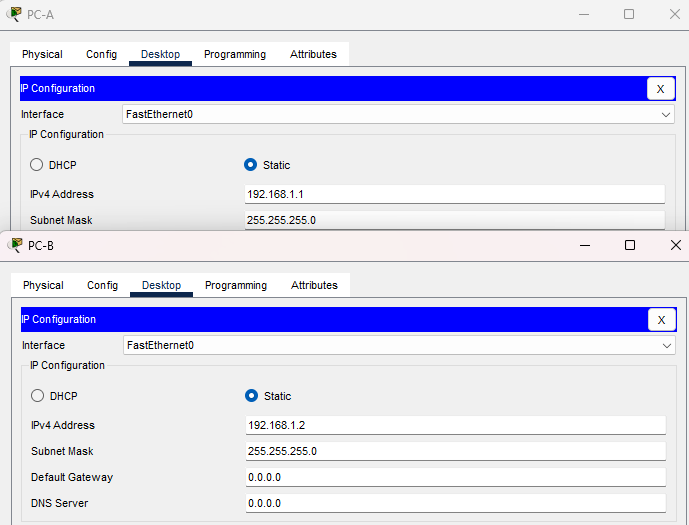 PC-A
Physical Config Desktop Programming Attributes
IP Configuration X
Interface FastEthernet0
IP Configuration
DHCP Static
IPv4 Address 192.168.1.1
Subnet Mask 255.255.255.0
PC-B
Physical Config Desktop Programming Attributes
IP Configuration X
Interface FastEthernet0
IP Configuration
DHCP Static
IPv4 Address 192.168.1.2
Subnet Mask 255.255.255.0
Default Gateway 0.0.0.0
DNS Server 0.0.0.0